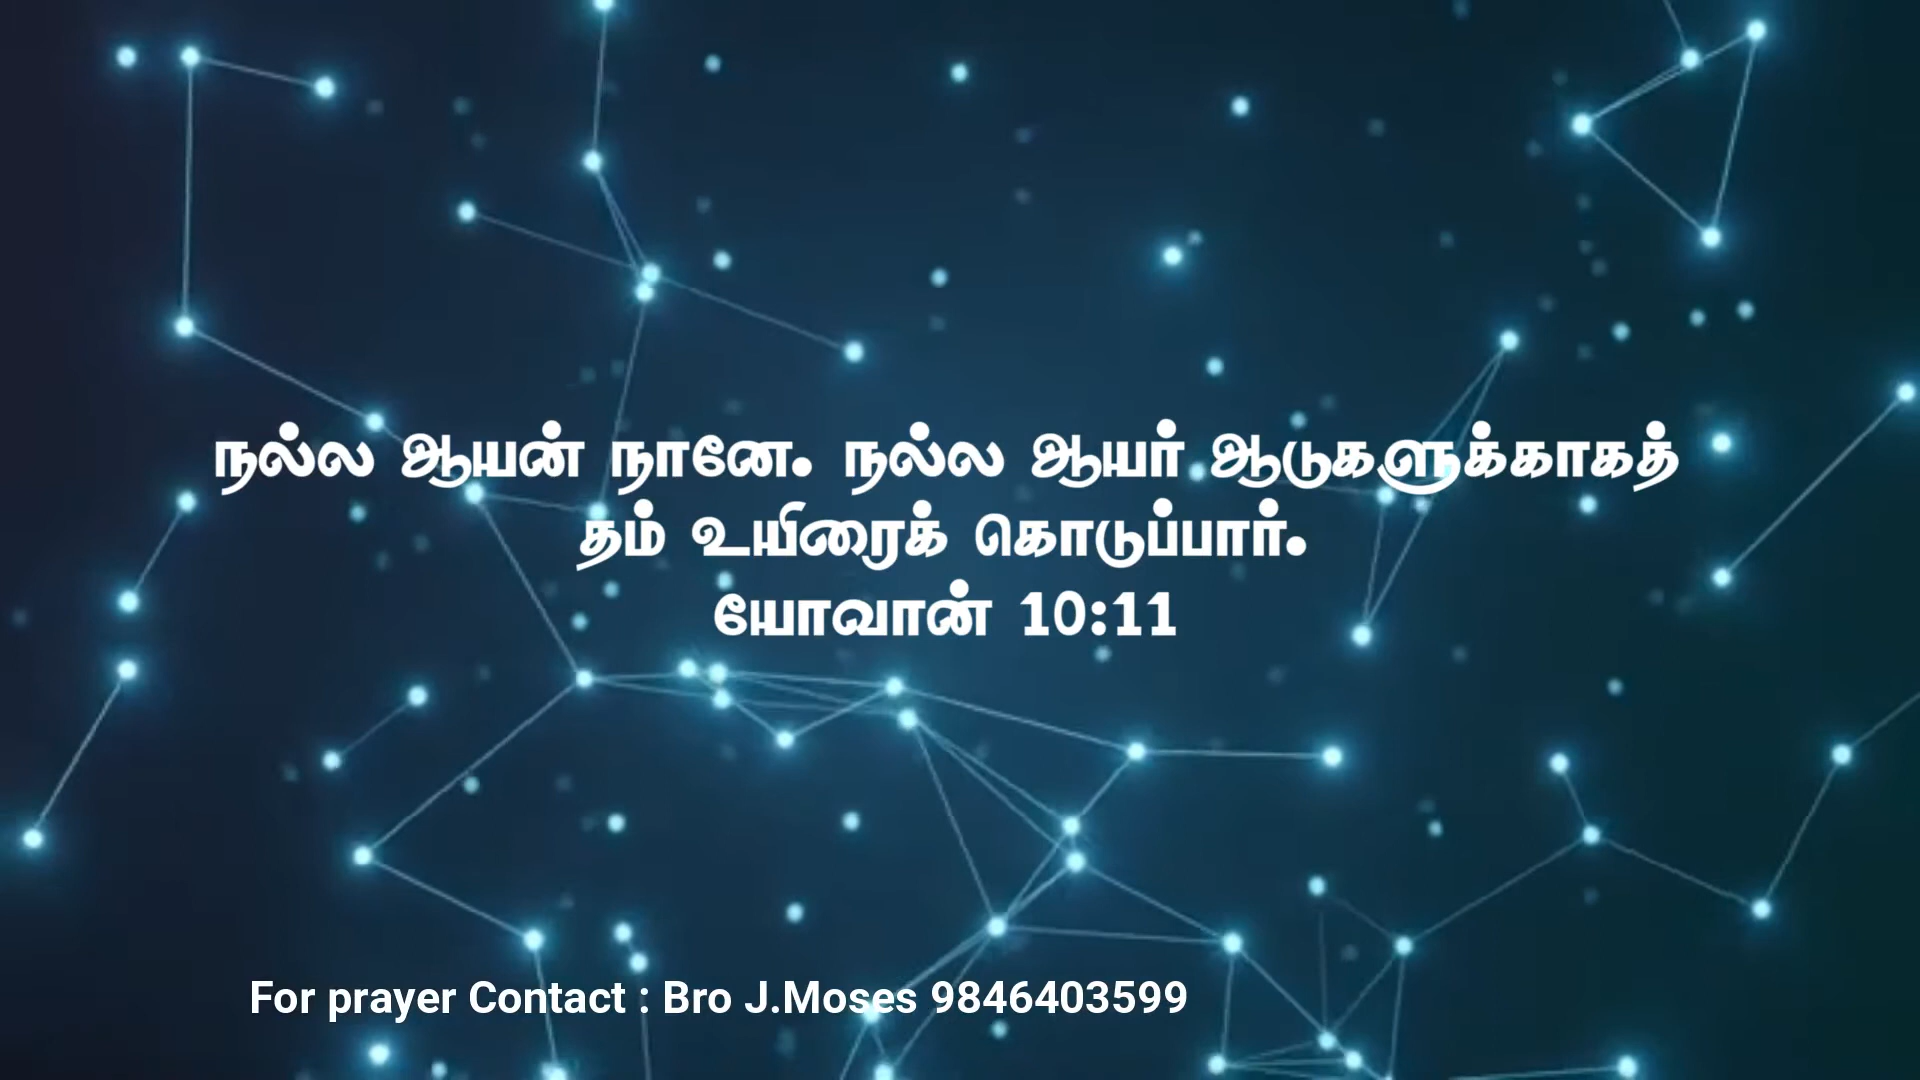 நல்ல ஆயன் நானே. நல்ல ஆயர் ஆடுகளுக்காகத்
தம் உயிரைக் கொடுப்பார்.
யோவான் 10:11
For prayer Contact : Bro J.Moses 9846403599